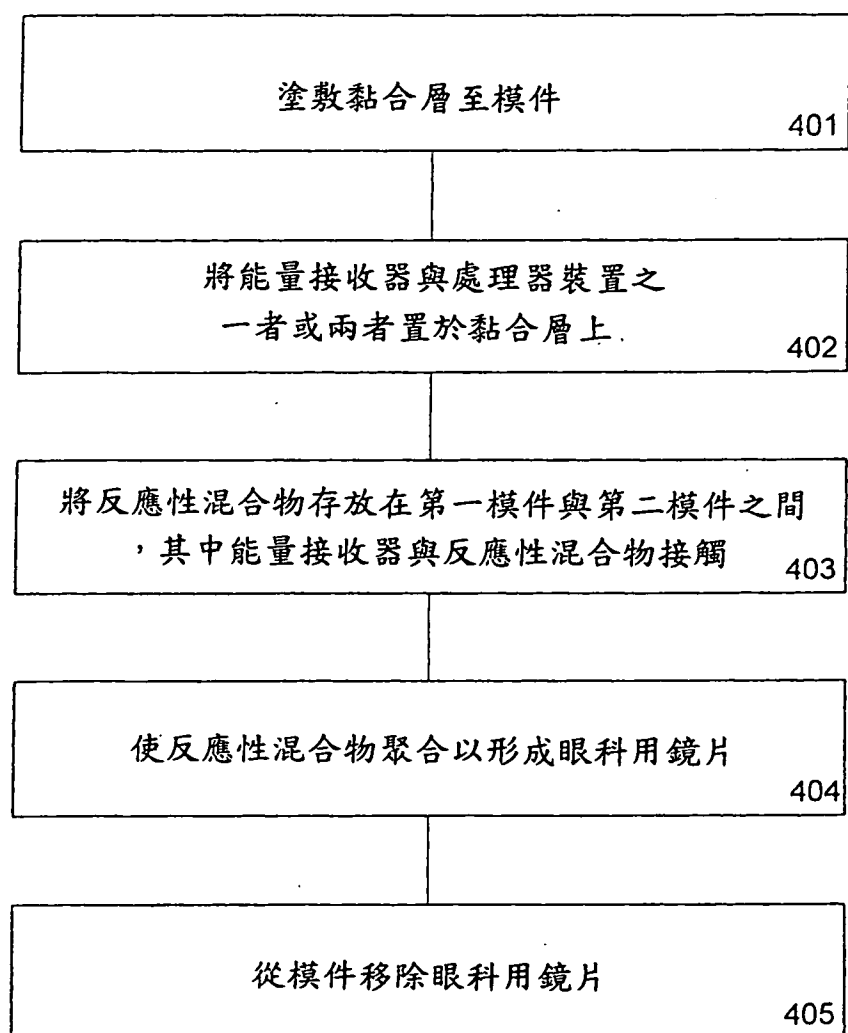 塗敷黏合層至模件
401
將能量接收器與處理器裝置之
一者或兩者置於黏合層上
402
將反應性混合物存放在第一模件與第二模件之間
，其中能量接收器與反應性混合物接觸
403
使反應性混合物聚合以形成眼科用鏡片
404
從模件移除眼科用鏡片
405